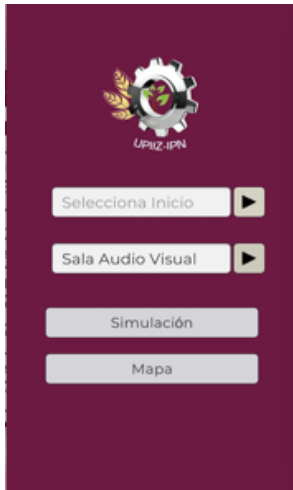 UPIIZ-IPN
Selecciona Inicio
Sala Audio Visual
Simulación
Mapa